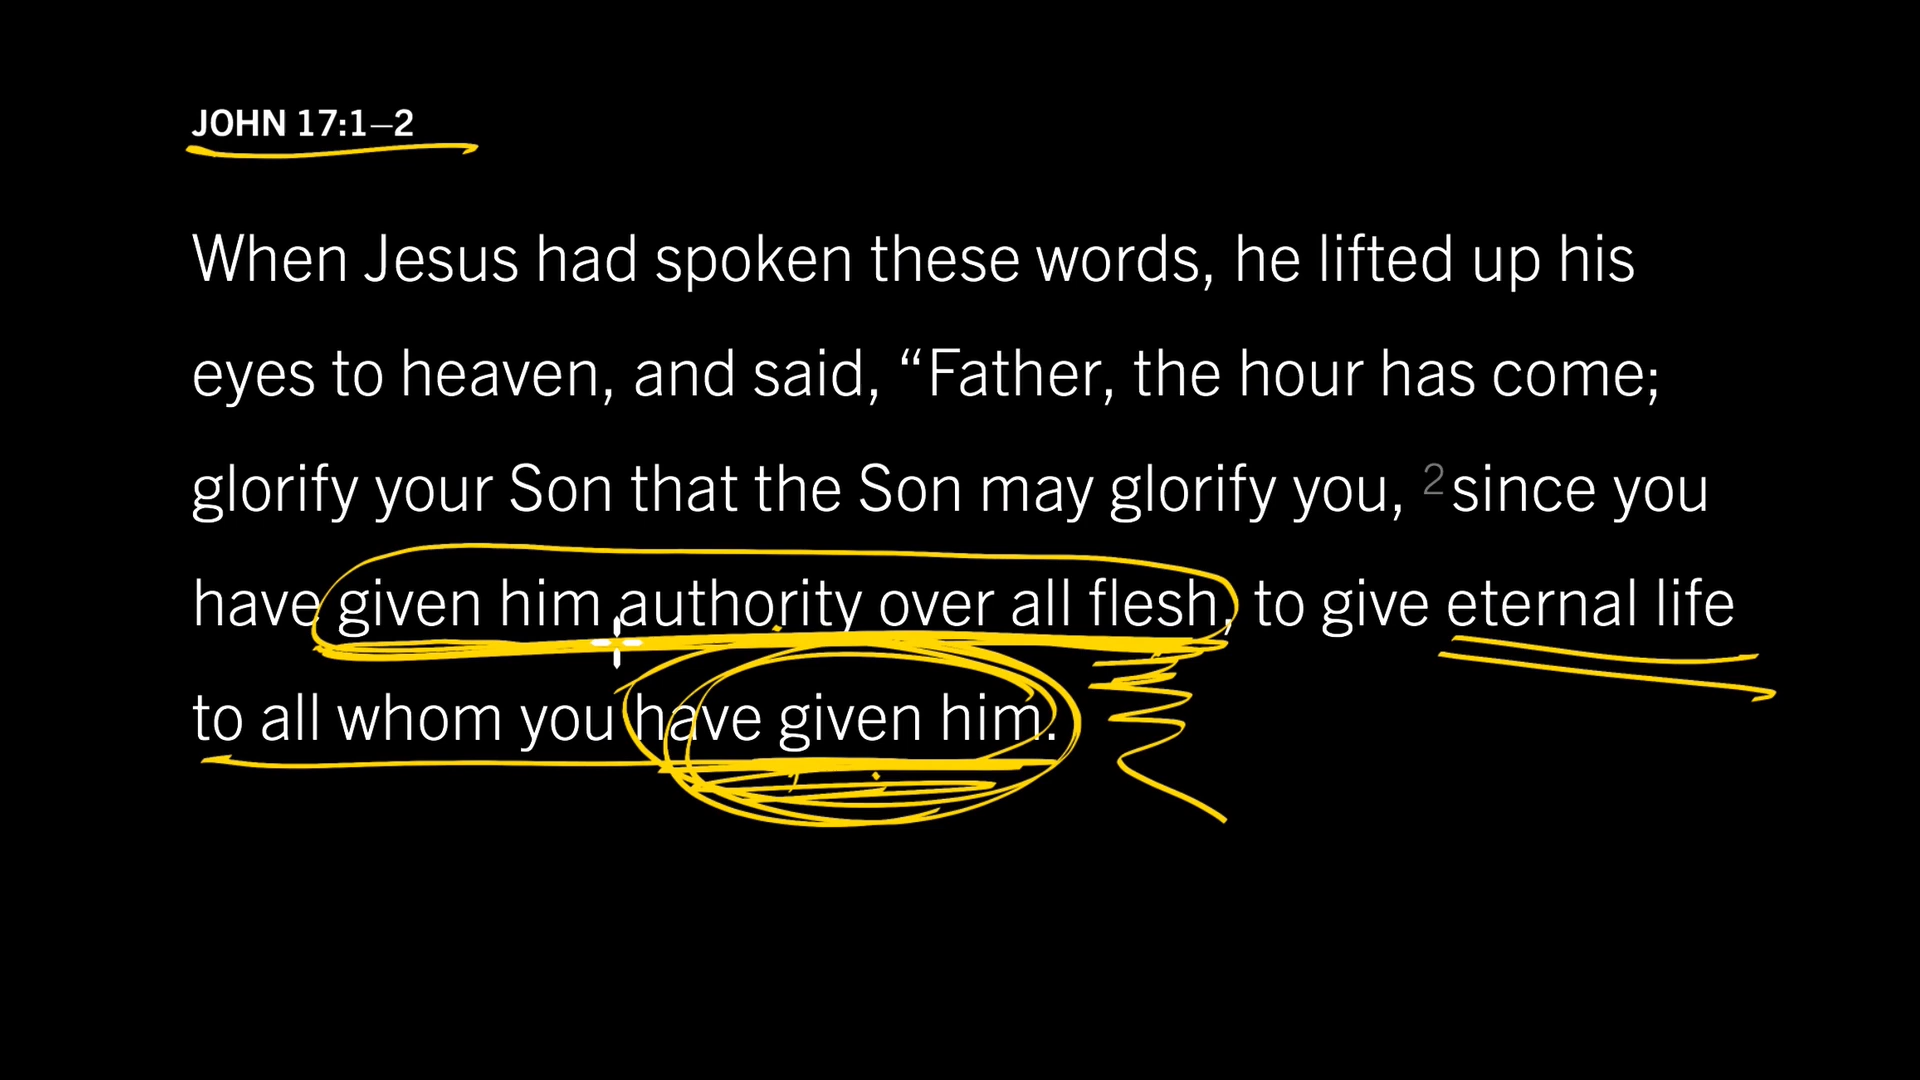 JOHN 17:1–2
When Jesus had spoken these words, he lifted up his
eyes to heaven, and said, “Father, the hour has come;
glorify your Son that the Son may glorify you, 2 since you
have given him authority over all flesh, to give eternal life
to all whom you have given him.